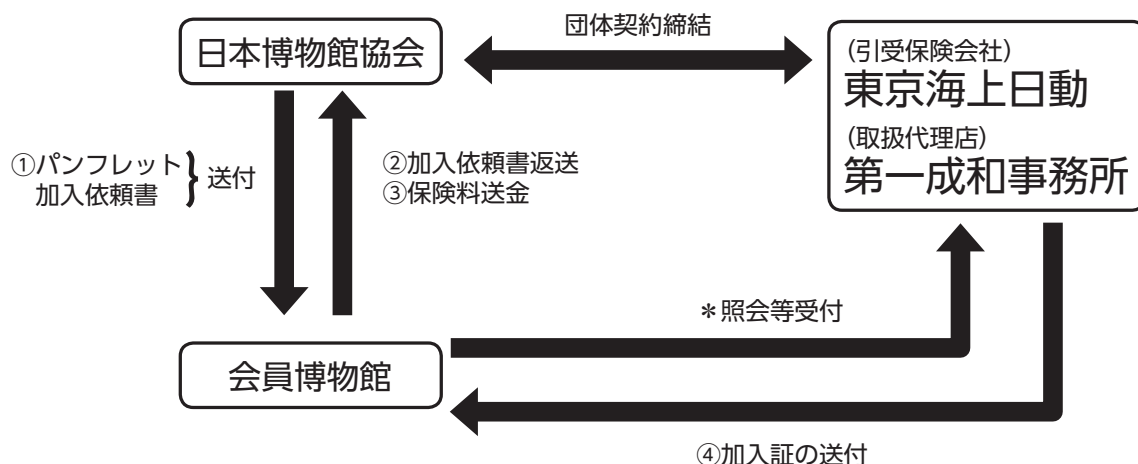 団体契約締結
日本博物館協会
(引受保険会社)
東京海上日動
(取扱代理店)
第一成和事務所
①パンフレット
加入依頼書
} 送付
②加入依頼書返送
③保険料送金
＊照会等受付
会員博物館
④加入証の送付